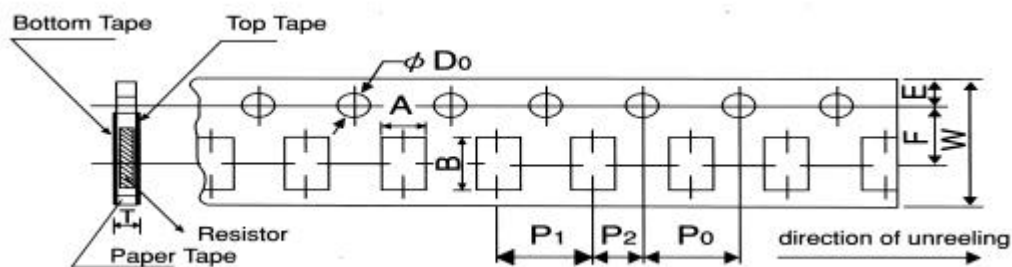 Bottom Tape
Top Tape
ϕ D0
A
B
E
F
W
T
Resistor
Paper Tape
P1
P2
P0
direction of unreeling